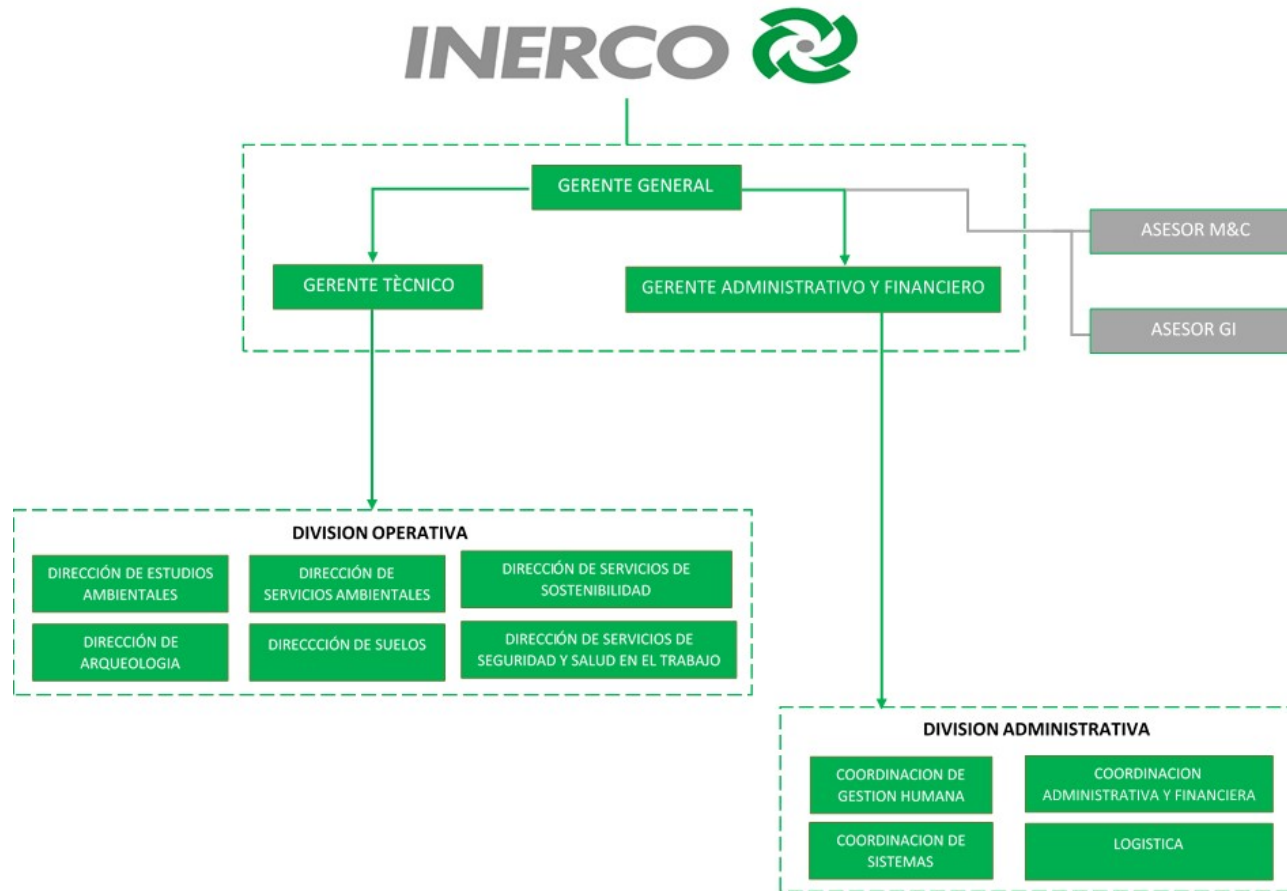 INERCO
GERENTE GENERAL
ASESOR M&C
GERENTE TÈCNICO
GERENTE ADMINISTRATIVO Y FINANCIERO
ASESOR GI
DIVISION OPERATIVA
DIRECCIÓN DE ESTUDIOS
AMBIENTALES
DIRECCIÓN DE
SERVICIOS AMBIENTALES
DIRECCIÓN DE SERVICIOS DE
SOSTENIBILIDAD
DIRECCIÓN DE
ARQUEOLOGIA
DIRECCCIÓN DE SUELOS
DIRECCIÓN DE SERVICIOS DE
SEGURIDAD Y SALUD EN EL TRABAJO
DIVISION ADMINISTRATIVA
COORDINACION DE
GESTION HUMANA
COORDINACION
ADMINISTRATIVA Y FINANCIERA
COORDINACION DE
SISTEMAS
LOGISTICA